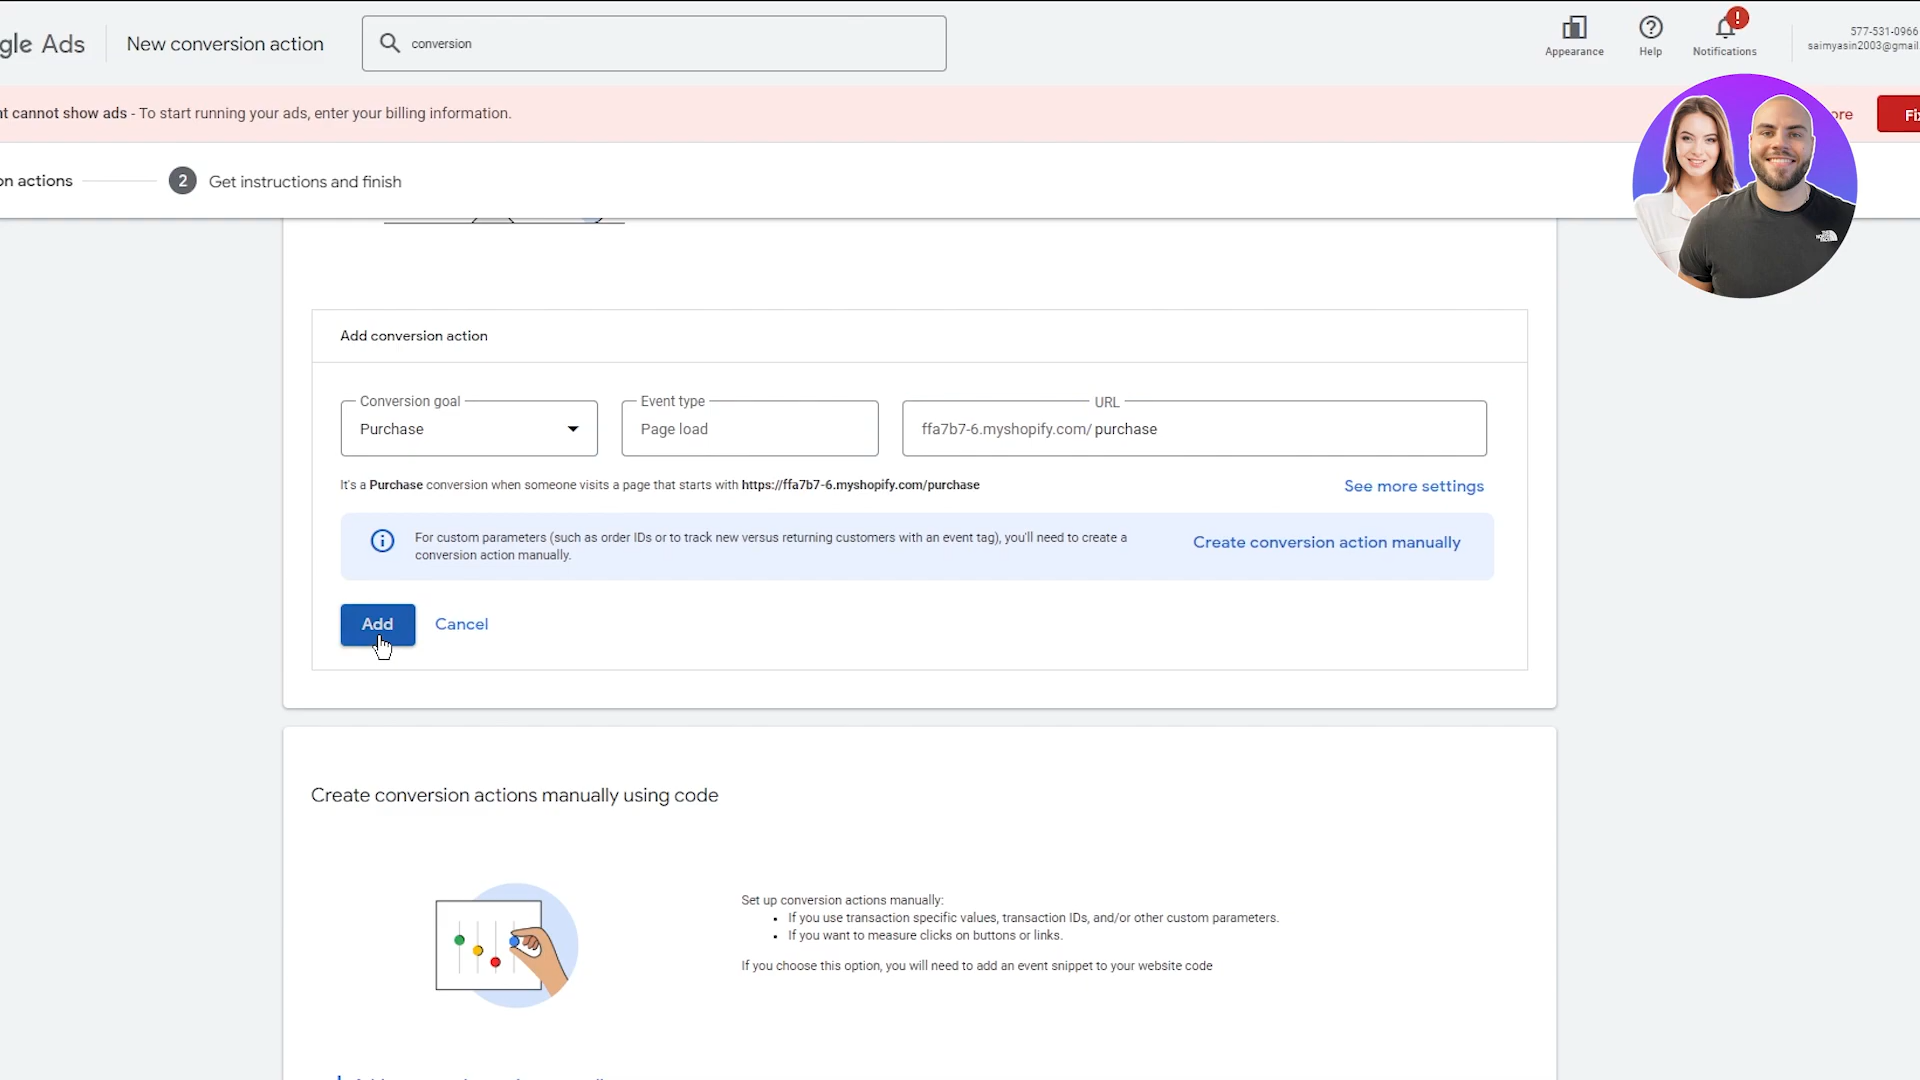 gle Ads
New conversion action
conversion
Appearance
Help
Notifications
577-531-0966
saimyasin2003@gmail.
nt cannot show ads - To start running your ads, enter your billing information.
ore
Fix
on actions
2
Get instructions and finish
THE NORTH FACE
Add conversion action
Conversion goal
Purchase
Event type
Page load
URL
ffa7b7-6.myshopify.com/ purchase
It's a Purchase conversion when someone visits a page that starts with https://ffa7b7-6.myshopify.com/purchase
See more settings
For custom parameters (such as order IDs or to track new versus returning customers with an event tag), you'll need to create a
conversion action manually.
Create conversion action manually
Add
Cancel
Create conversion actions manually using code
Set up conversion actions manually:
• If you use transaction specific values, transaction IDs, and/or other custom parameters.
• If you want to measure clicks on buttons or links.
If you choose this option, you will need to add an event snippet to your website code